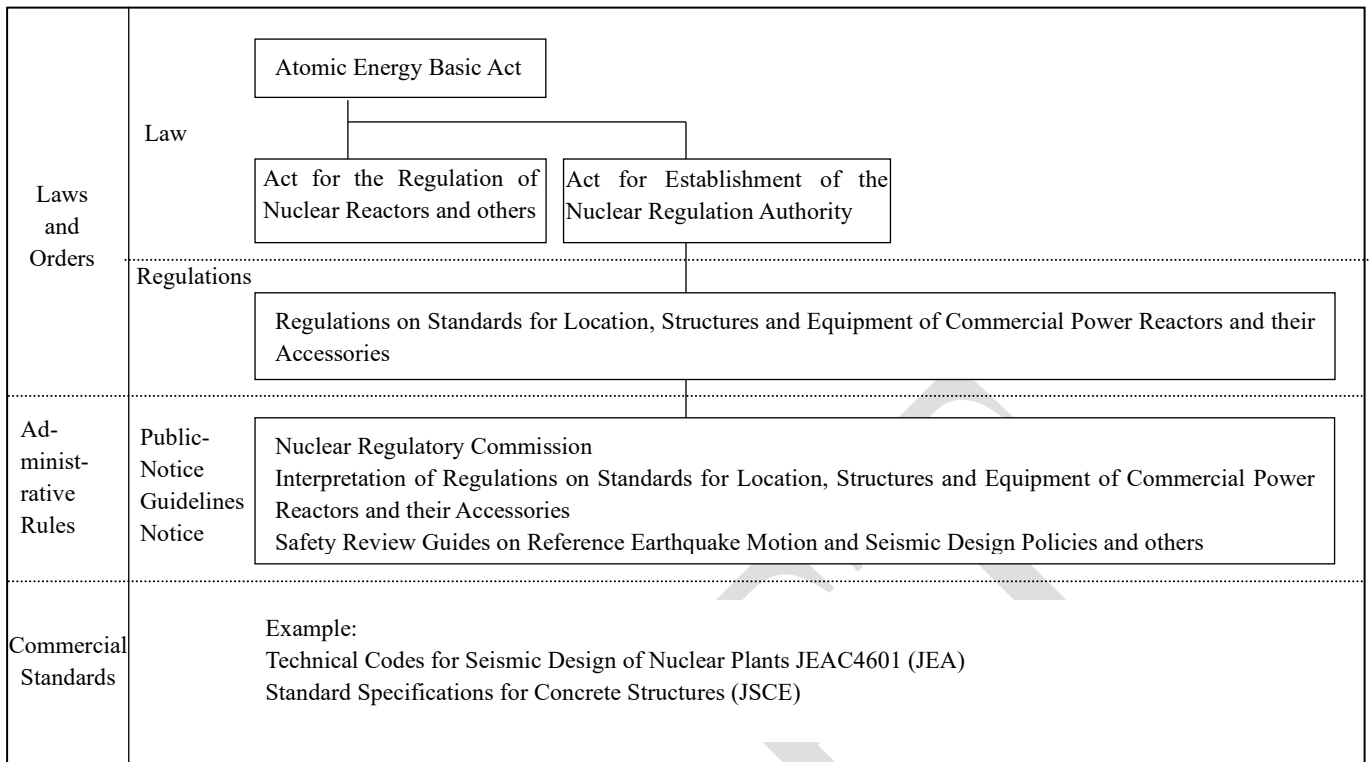 Atomic Energy Basic Act
Law
Act for the Regulation of
Nuclear Reactors and others
Act for Establishment of the
Nuclear Regulation Authority
Laws
and
Orders
Regulations
Regulations on Standards for Location, Structures and Equipment of Commercial Power Reactors and their
Accessories
Ad-
minist-
rative
Rules
Public-
Notice
Guidelines
Notice
Nuclear Regulatory Commission
Interpretation of Regulations on Standards for Location, Structures and Equipment of Commercial Power
Reactors and their Accessories
Safety Review Guides on Reference Earthquake Motion and Seismic Design Policies and others
Commercial
Standards
Example:
Technical Codes for Seismic Design of Nuclear Plants JEAC4601 (JEA)
Standard Specifications for Concrete Structures (JSCE)